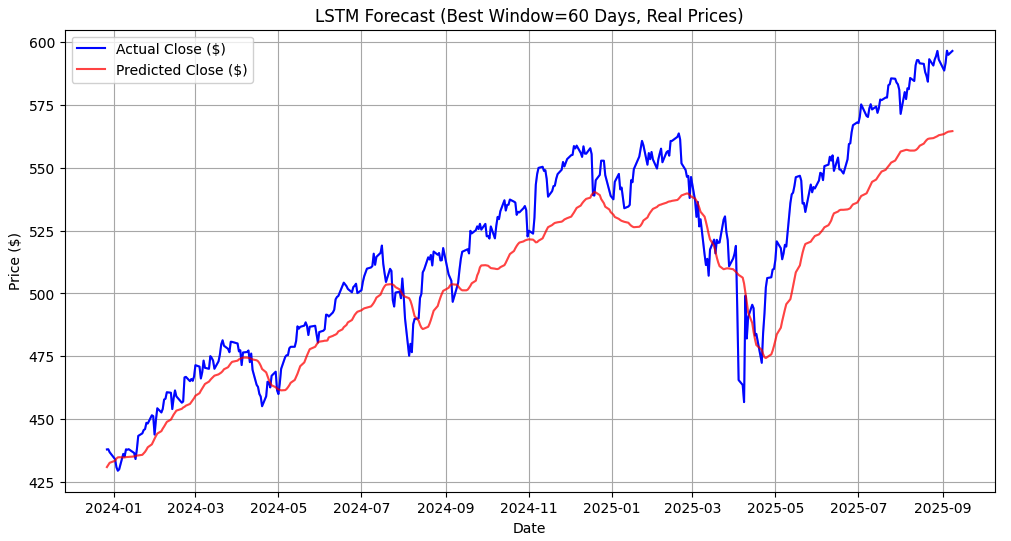 LSTM Forecast (Best Window=60 Days, Real Prices)
Actual Close ($)
Predicted Close ($)
Price ($)
600
575
550
525
500
475
450
425
2024-01 2024-03 2024-05 2024-07 2024-09 2024-11 2025-01 2025-03 2025-05 2025-07 2025-09
Date